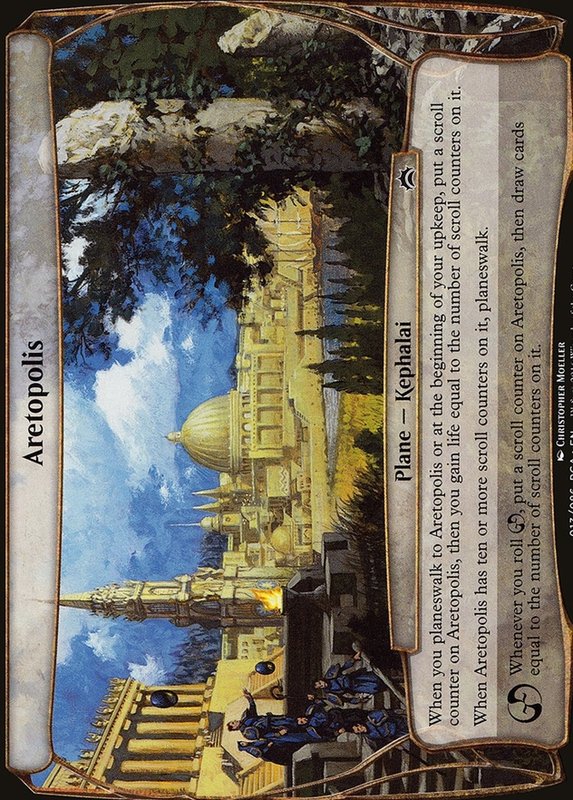 Aretopolis
Plane — Kephalai
When you planeswalk to Aretopolis or at the beginning of your upkeep, put a scroll
counter on Aretopolis, then you gain life equal to the number of scroll counters on it.
When Aretopolis has ten or more scroll counters on it, planeswalk.
Whenever you roll , put a scroll counter on Aretopolis, then draw cards
equal to the number of scroll counters on it.
Christopher Moeller